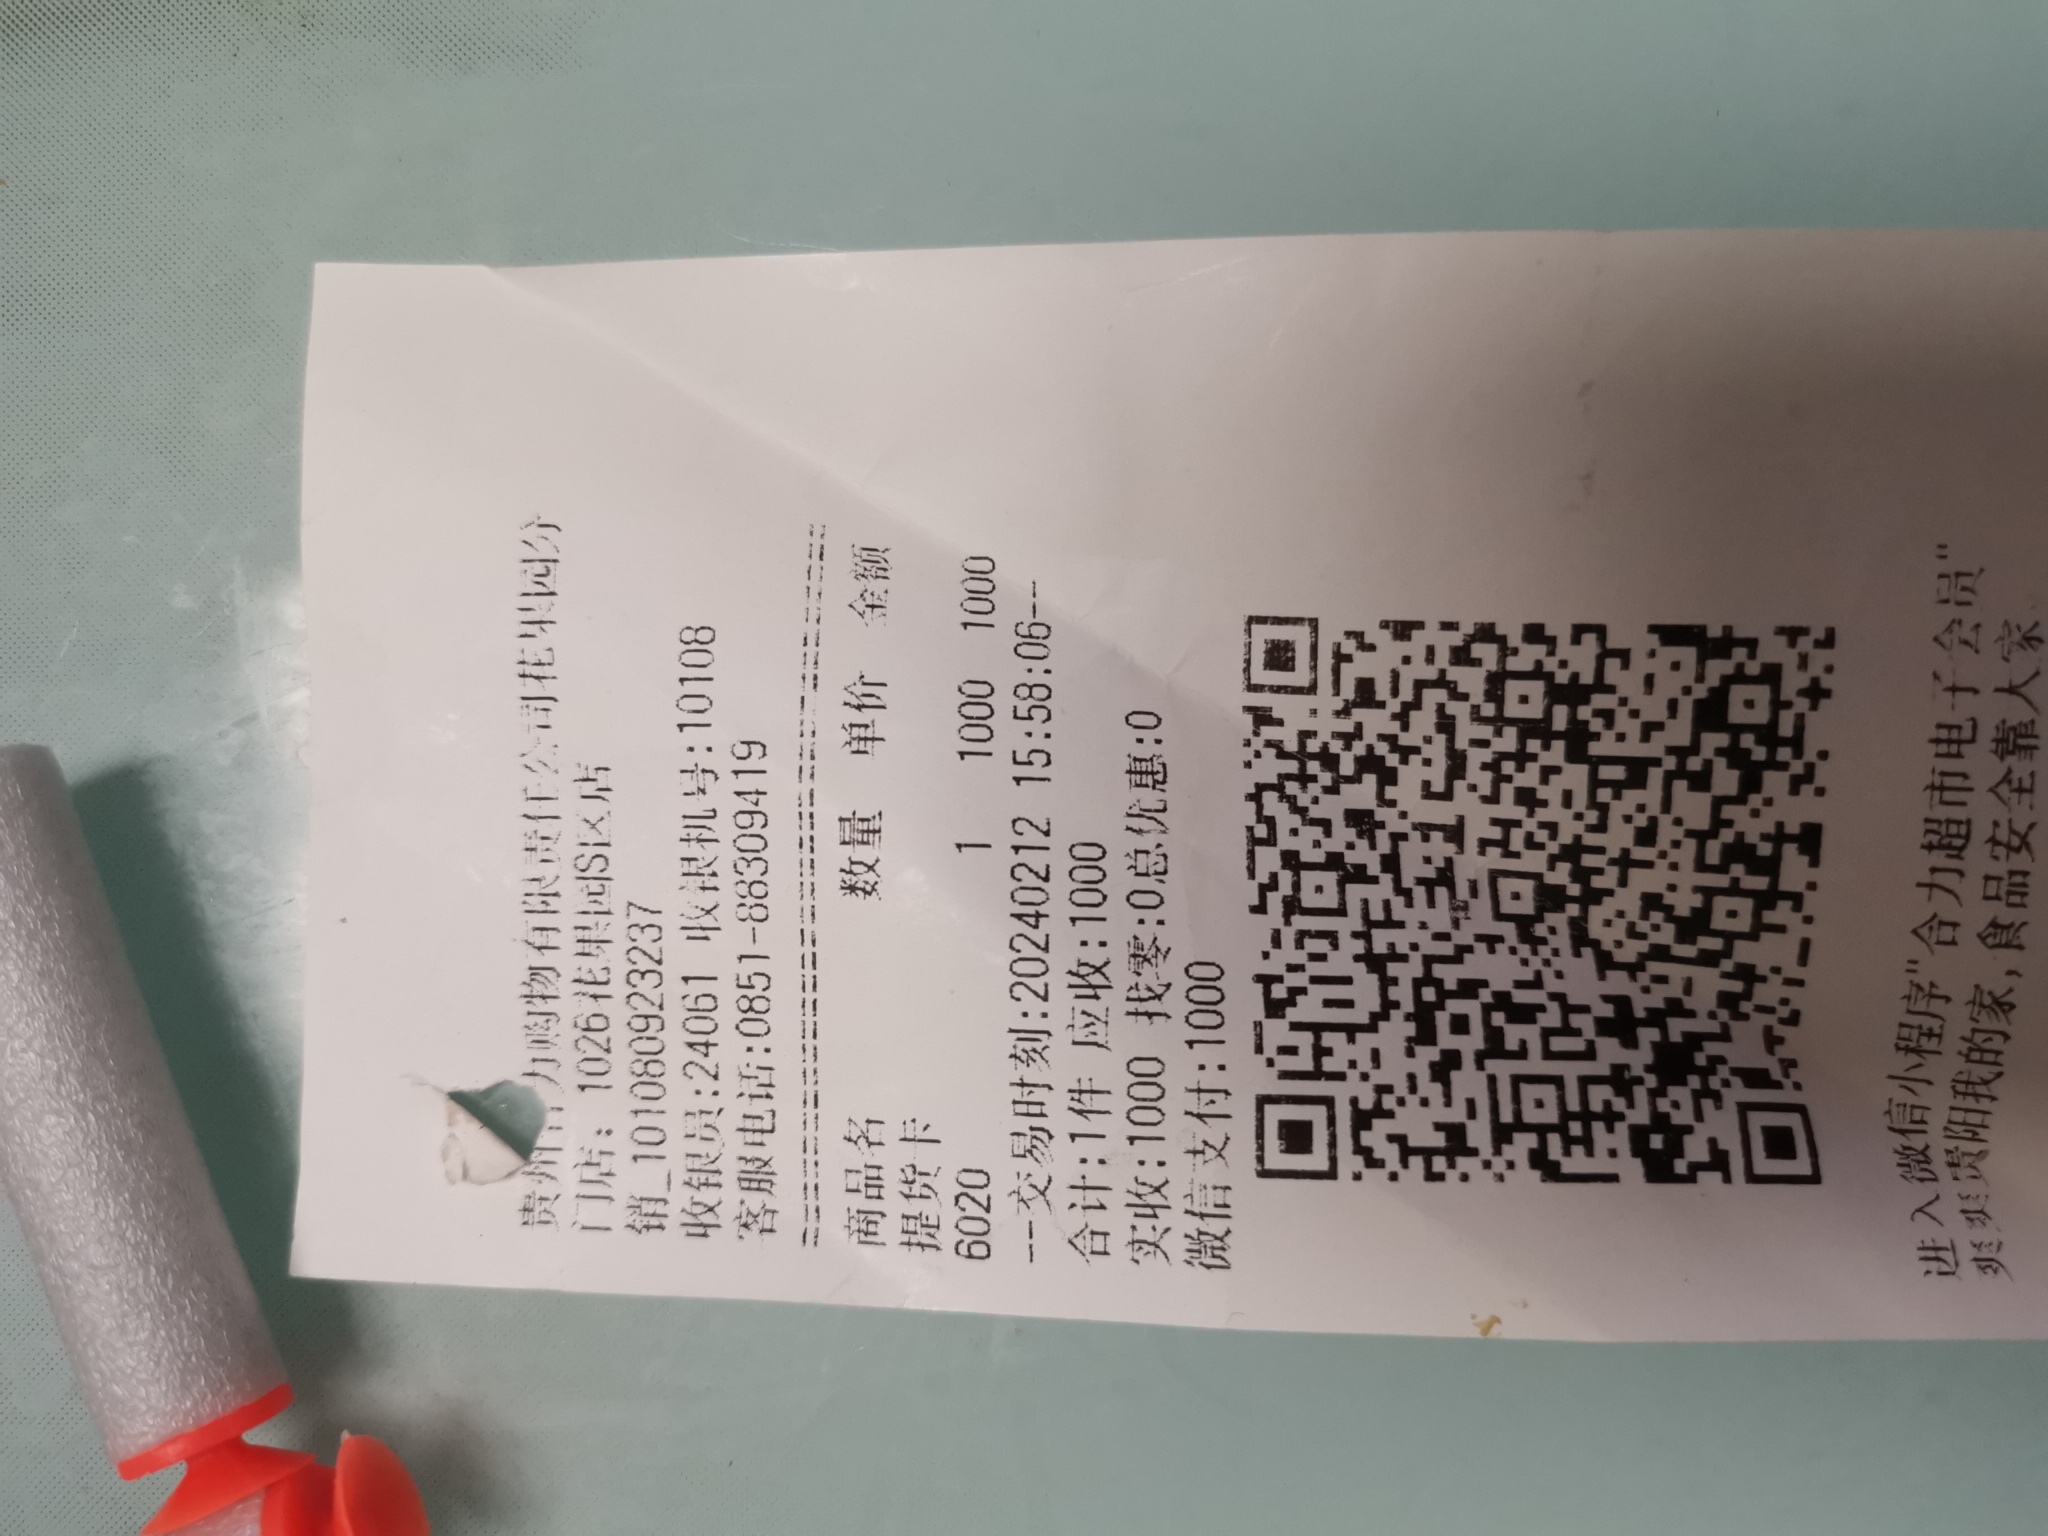 贵州合力购物有限责任公司花果园分
门店: 1026花果园S区店
销_1010809923237
收银员:24061 收银机号:10108
客服电话:0851-88309419
商品名 数量 单价 金额
提货卡
6020 1 1000 1000
--交易时刻:20240212 15:58:06--
合计:1件 应收:1000
实收:1000 找零:0总优惠:0
微信支付:1000
进入微信小程序"合力超市电子会员"
爽爽贵阳我的家,食品安全靠大家